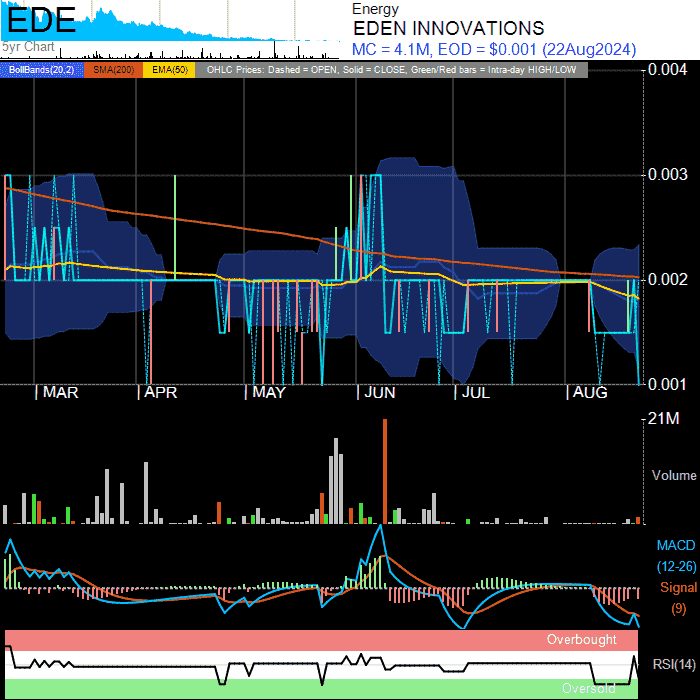 EDE
5yr Chart
Energy
EDEN INNOVATIONS
MC = 4.1M, EOD = $0.001 (22Aug2024)
BollBands(20,2) SMA(200) EMA(50) OHLC Prices: Dashed = OPEN, Solid = CLOSE, Green/Red bars = Intra-day HIGH/LOW
0.004
0.003
0.002
0.001
| MAR | APR | MAY | JUN | JUL | AUG
21M
Volume
MACD
(12-26)
Signal
(9)
Overbought
RSI(14)
Oversold